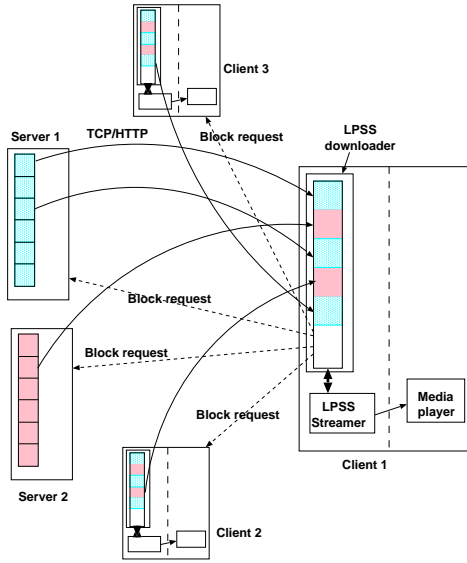 Client 3
Server 1
TCP/HTTP
Block request
LPSS
downloader
Block request
Block request
Block request
LPSS
Streamer
Media
player
Client 1
Server 2
Client 2